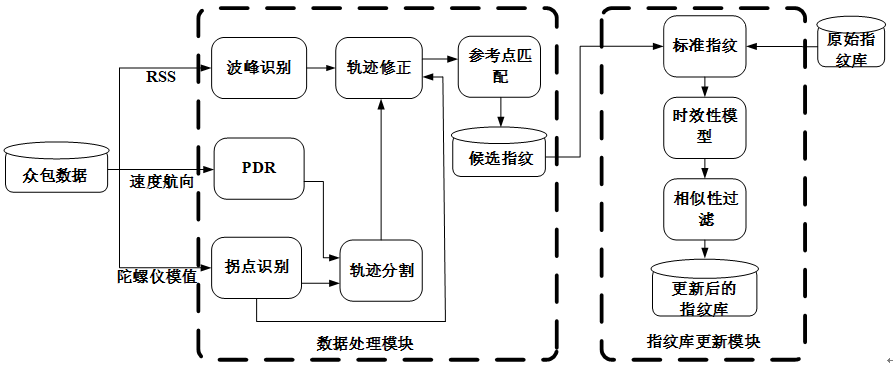 众包数据
RSS
速度航向
陀螺仪模值
波峰识别
轨迹修正
参考点匹
配
PDR
候选指纹
拐点识别
轨迹分割
数据处理模块
标准指纹
原始指
纹库
时效性模
型
相似性过
滤
更新后的
指纹库
指纹库更新模块